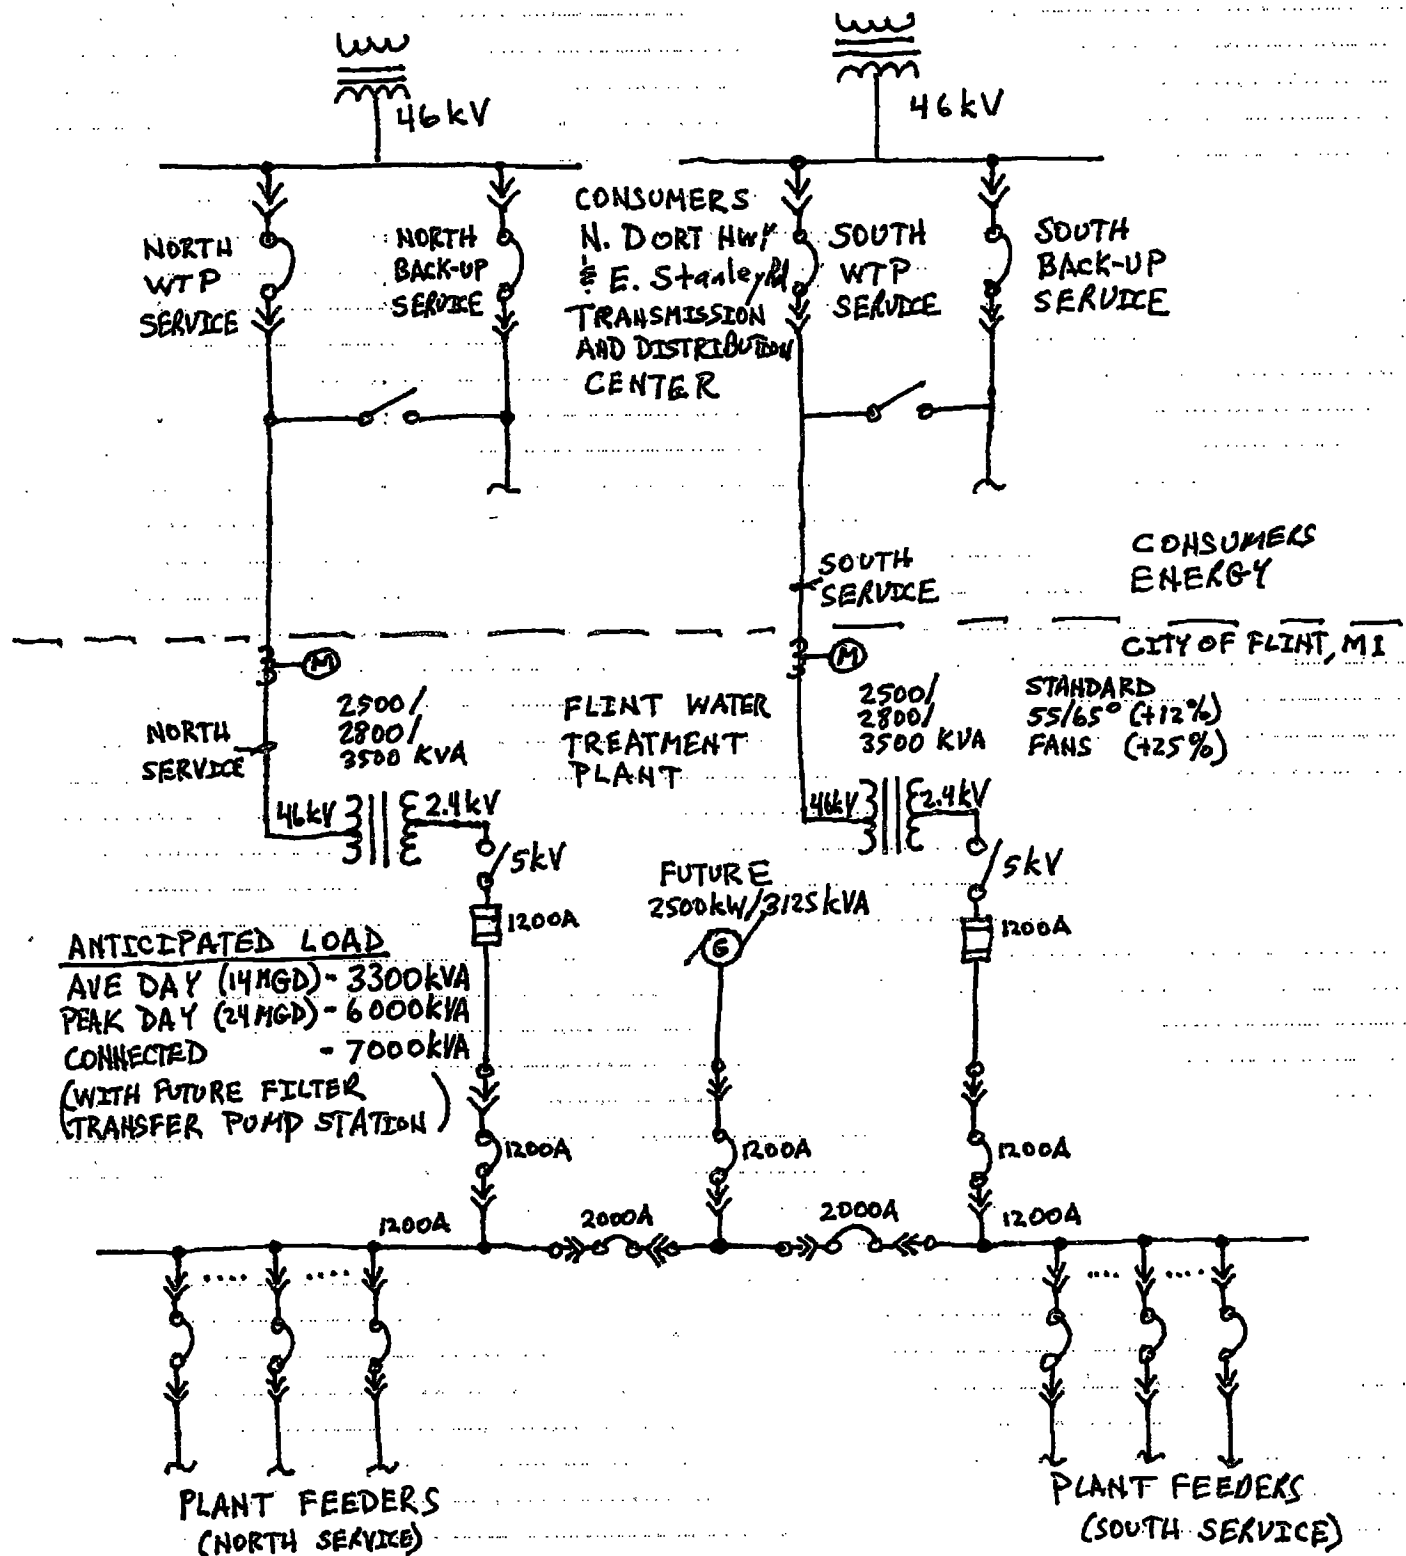 46 kV
46 kV
NORTH
WTP
SERVICE
NORTH
BACK-UP
SERVICE
CONSUMERS
N. DORT HWY
& E. Stanley Rd
TRANSMISSION
AND DISTRIBUTION
CENTER
SOUTH
WTP
SERVICE
SOUTH
BACK-UP
SERVICE
SOUTH
SERVICE
CONSUMERS
ENERGY
CITY OF FLINT, MI
M
M
NORTH
SERVICE
2500/
2800/
3500 KVA
FLINT WATER
TREATMENT
PLANT
2500/
2800/
3500 KVA
STANDARD
55/65° (+12%)
FANS (+25%)
46kV
2.4kV
46kV
2.4kV
5kV
5kV
1200A
FUTURE
2500kW/3125kVA
G
1200A
ANTICIPATED LOAD
AVE DAY (14MGD) - 3300kVA
PEAK DAY (24MGD) - 6000kVA
CONNECTED - 7000kVA
(WITH FUTURE FILTER
TRANSFER PUMP STATION)
1200A
1200A
1200A
1200A
2000A
2000A
1200A
PLANT FEEDERS
(NORTH SERVICE)
PLANT FEEDERS
(SOUTH SERVICE)